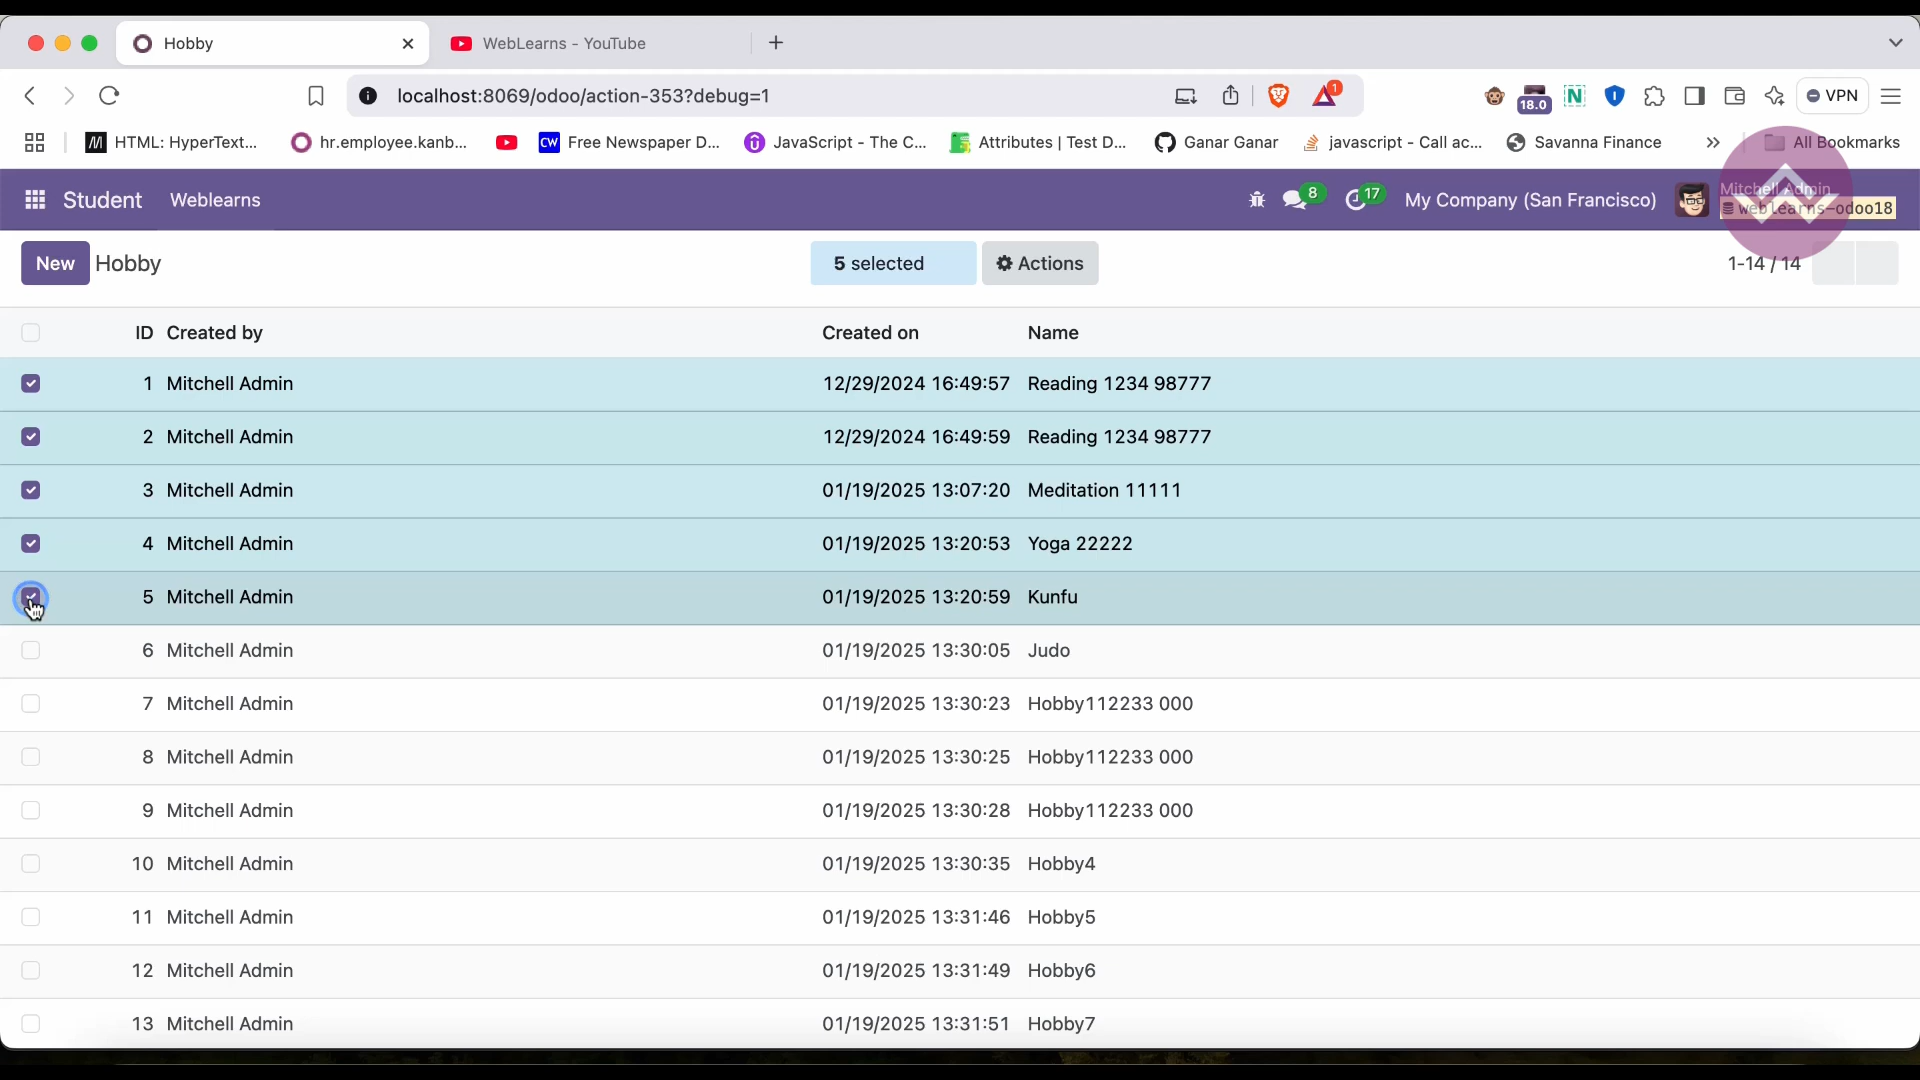 Hobby
WebLearns - YouTube
localhost:8069/odoo/action-353?debug=1
1
18.0
N
VPN
HTML: HyperText...
hr.employee.kanb...
CW Free Newspaper D...
JavaScript - The C...
Attributes | Test D...
Ganar Ganar
javascript - Call ac...
Savanna Finance
All Bookmarks
Student
Weblearns
8
17
My Company (San Francisco)
Mitchell Admin
weblearns-odoo18
New
Hobby
5 selected
Actions
1-14 / 14
ID Created by Created on Name
1 Mitchell Admin 12/29/2024 16:49:57 Reading 1234 98777
2 Mitchell Admin 12/29/2024 16:49:59 Reading 1234 98777
3 Mitchell Admin 01/19/2025 13:07:20 Meditation 11111
4 Mitchell Admin 01/19/2025 13:20:53 Yoga 22222
5 Mitchell Admin 01/19/2025 13:20:59 Kunfu
6 Mitchell Admin 01/19/2025 13:30:05 Judo
7 Mitchell Admin 01/19/2025 13:30:23 Hobby112233 000
8 Mitchell Admin 01/19/2025 13:30:25 Hobby112233 000
9 Mitchell Admin 01/19/2025 13:30:28 Hobby112233 000
10 Mitchell Admin 01/19/2025 13:30:35 Hobby4
11 Mitchell Admin 01/19/2025 13:31:46 Hobby5
12 Mitchell Admin 01/19/2025 13:31:49 Hobby6
13 Mitchell Admin 01/19/2025 13:31:51 Hobby7